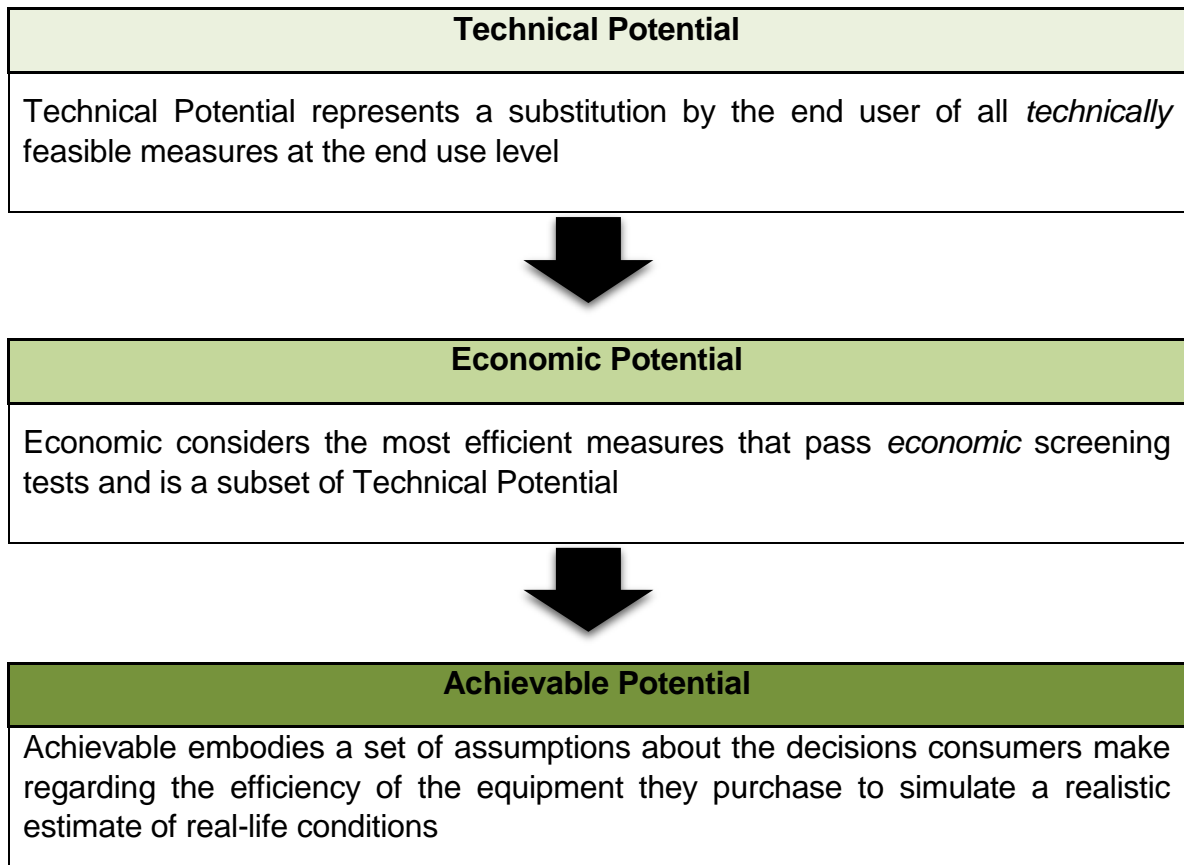 Technical Potential
Technical Potential represents a substitution by the end user of all technically
feasible measures at the end use level
Economic Potential
Economic considers the most efficient measures that pass economic screening
tests and is a subset of Technical Potential
Achievable Potential
Achievable embodies a set of assumptions about the decisions consumers make
regarding the efficiency of the equipment they purchase to simulate a realistic
estimate of real-life conditions